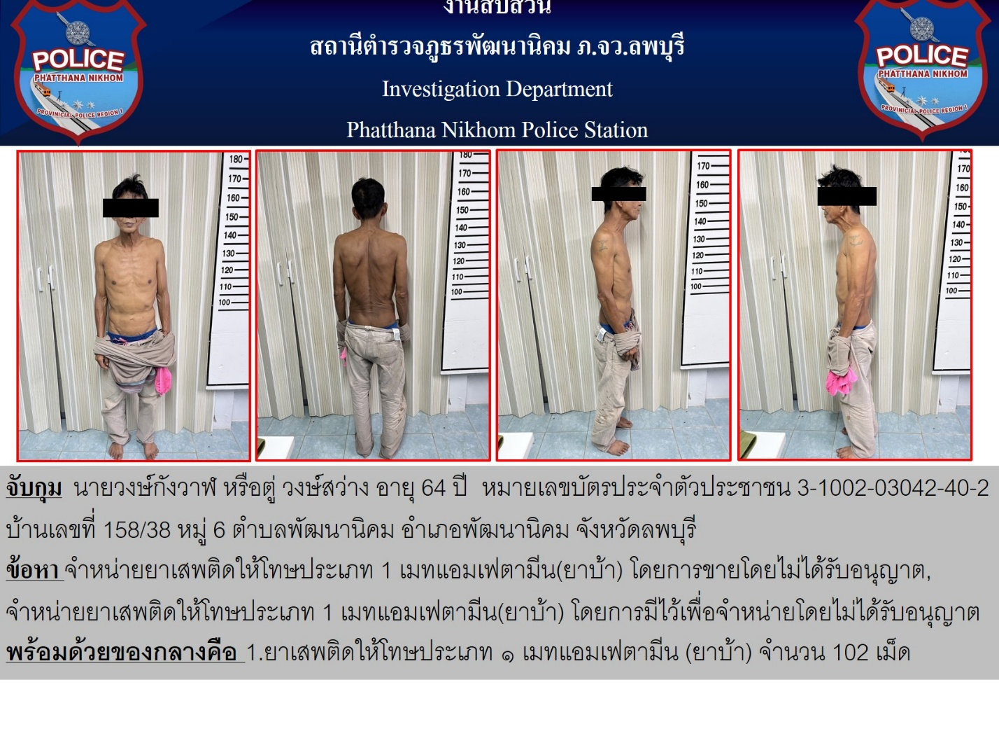 งานสืบสวน
สถานีตำรวจภูธรพัฒนานิคม ภ.จว.ลพบุรี
Investigation Department
Phatthana Nikhom Police Station
POLICE
PHATTHANA NIKHOM
PROVINICIAL POLICE REGION 1
POLICE
PHATTHANA NIKHOM
PROVINICIAL POLICE REGION 1
180
170
160
150
140
130
120
110
100
180
170
160
150
140
130
120
110
100
170
160
150
140
130
120
110
100
170
160
150
140
130
120
110
100
จับกุม นายวงษ์กังวาฬ หรือตู่ วงษ์สว่าง อายุ 64 ปี หมายเลขบัตรประจำตัวประชาชน 3-1002-03042-40-2
บ้านเลขที่ 158/38 หมู่ 6 ตำบลพัฒนานิคม อำเภอพัฒนานิคม จังหวัดลพบุรี
ข้อหา จำหน่ายยาเสพติดให้โทษประเภท 1 เมทแอมเฟตามีน(ยาบ้า) โดยการขายโดยไม่ได้รับอนุญาต,
จำหน่ายยาเสพติดให้โทษประเภท 1 เมทแอมเฟตามีน(ยาบ้า) โดยการมีไว้เพื่อจำหน่ายโดยไม่ได้รับอนุญาต
พร้อมด้วยของกลางคือ 1.ยาเสพติดให้โทษประเภท ๑ เมทแอมเฟตามีน (ยาบ้า) จำนวน 102 เม็ด